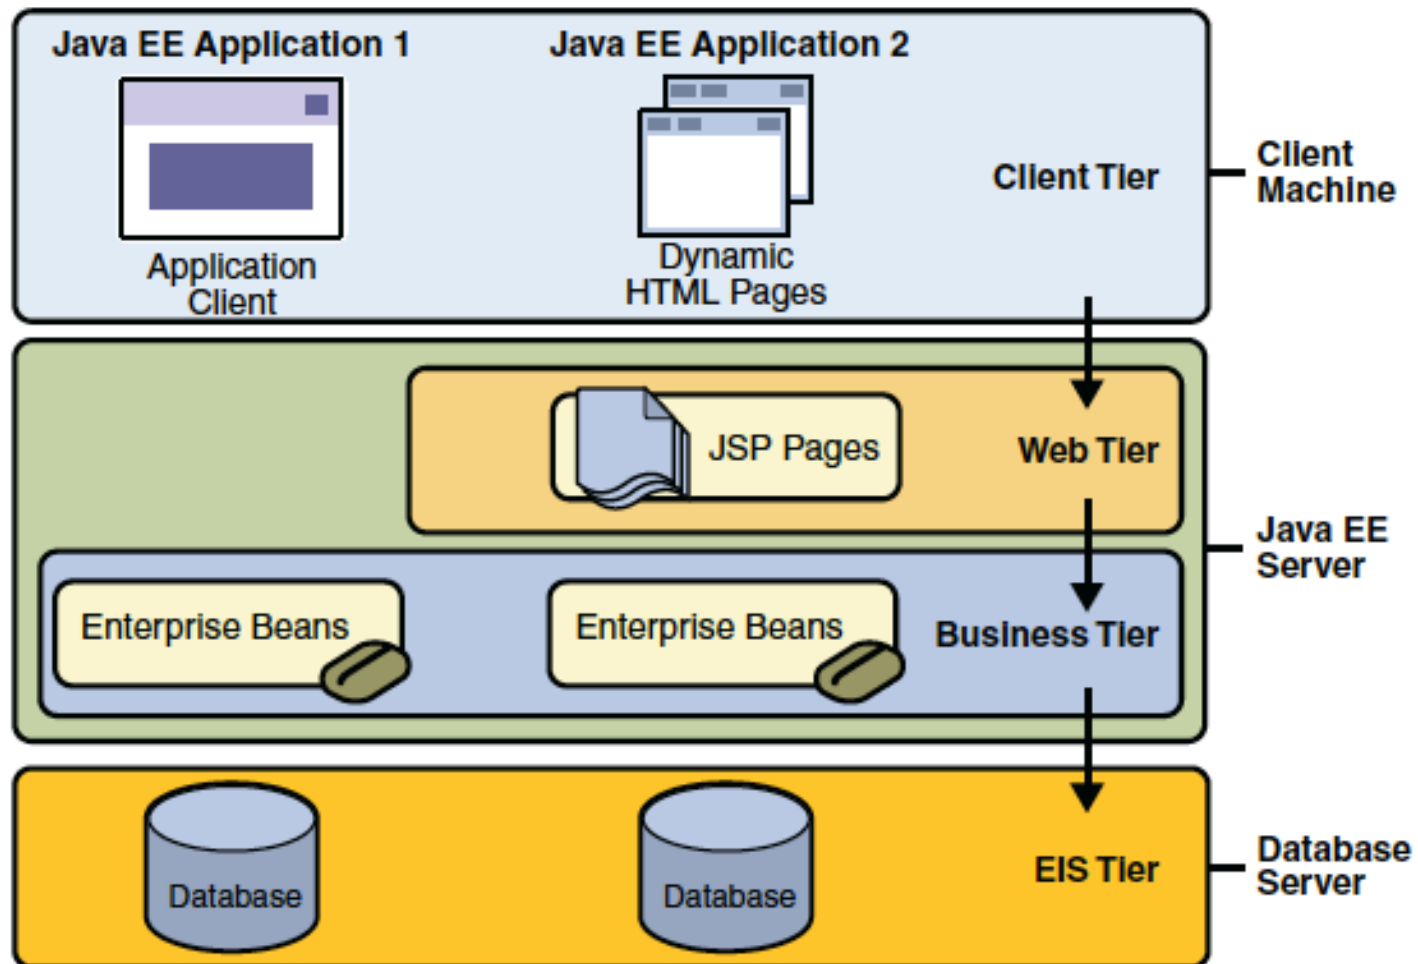 Java EE Application 1
Java EE Application 2
Application
Client
Dynamic
HTML Pages
Client Tier
Client
Machine
JSP Pages
Web Tier
Java EE
Server
Enterprise Beans
Enterprise Beans
Business Tier
Database
Database
EIS Tier
Database
Server